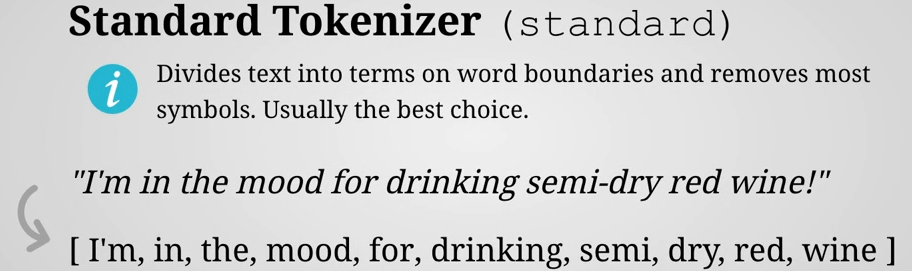 Standard Tokenizer (standard)
i
Divides text into terms on word boundaries and removes most
symbols. Usually the best choice.
"I'm in the mood for drinking semi-dry red wine!"
[ I'm, in, the, mood, for, drinking, semi, dry, red, wine ]